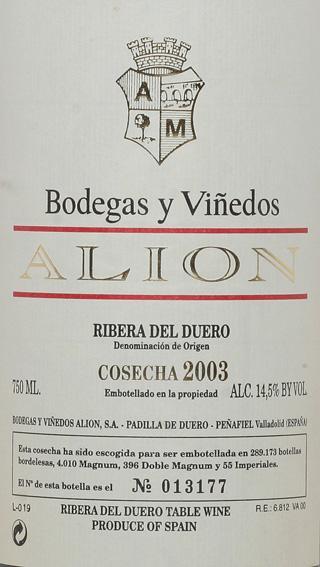 A
M
Bodegas y Viñedos
ALION
RIBERA DEL DUERO
Denominación de Origen
COSECHA 2003
750 ML. Embotellado en la propiedad ALC. 14,5% BY VOL.
BODEGAS Y VIÑEDOS ALION, S.A. - PADILLA DE DUERO - PEÑAFIEL Valladolid (ESPAÑA)
Esta cosecha ha sido escogida para ser embotellada en 289.173 botellas
bordelesas, 4.010 Magnum, 396 Doble Magnum y 55 Imperiales.
El Nº de esta botella es el Nº 013177
L-019 RIBERA DEL DUERO TABLE WINE R.E.: 6.812 VA 00
PRODUCE OF SPAIN